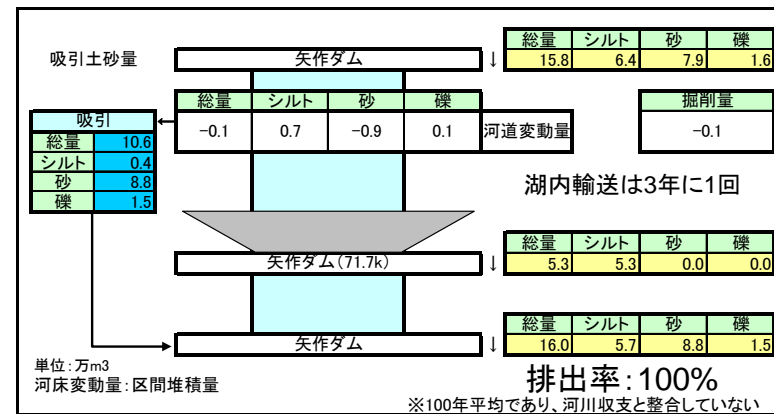 総量 シルト 砂 礫
吸引土砂量 矢作ダム ↓ 15.8 6.4 7.9 1.6
総量 シルト 砂 礫 掘削量
吸引 −0.1 0.7 −0.9 0.1 河道変動量 −0.1
総量 10.6
シルト 0.4
砂 8.8
礫 1.5
湖内輸送は3年に1回
総量 シルト 砂 礫
矢作ダム(71.7k) ↓ 5.3 5.3 0.0 0.0
総量 シルト 砂 礫
矢作ダム ↓ 16.0 5.7 8.8 1.5
単位:万m3
河床変動量:区間堆積量
排出率:100%
※100年平均であり、河川収支と整合していない